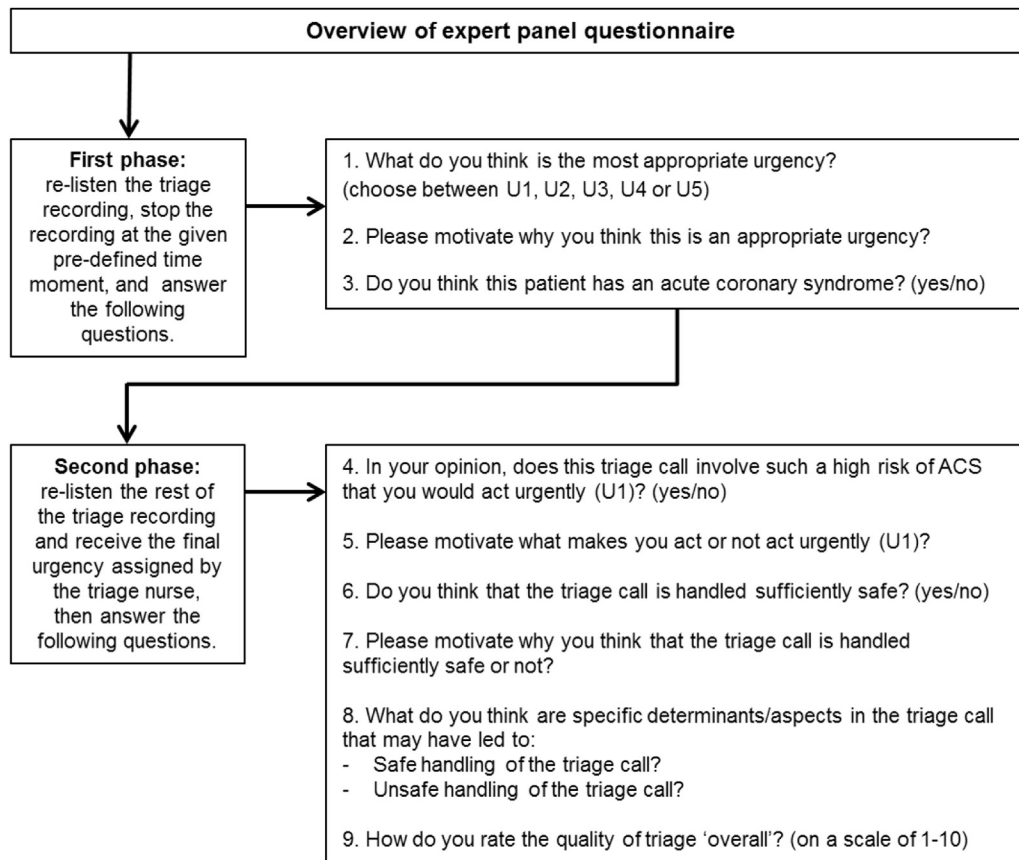 Overview of expert panel questionnaire
First phase:
re-listen the triage
recording, stop the
recording at the given
pre-defined time
moment, and answer
the following
questions.
1. What do you think is the most appropriate urgency?
(choose between U1, U2, U3, U4 or U5)
2. Please motivate why you think this is an appropriate urgency?
3. Do you think this patient has an acute coronary syndrome? (yes/no)
Second phase:
re-listen the rest of
the triage recording
and receive the final
urgency assigned by
the triage nurse,
then answer the
following questions.
4. In your opinion, does this triage call involve such a high risk of ACS
that you would act urgently (U1)? (yes/no)
5. Please motivate what makes you act or not act urgently (U1)?
6. Do you think that the triage call is handled sufficiently safe? (yes/no)
7. Please motivate why you think that the triage call is handled
sufficiently safe or not?
8. What do you think are specific determinants/aspects in the triage call
that may have led to:
- Safe handling of the triage call?
- Unsafe handling of the triage call?
9. How do you rate the quality of triage ‘overall’? (on a scale of 1-10)